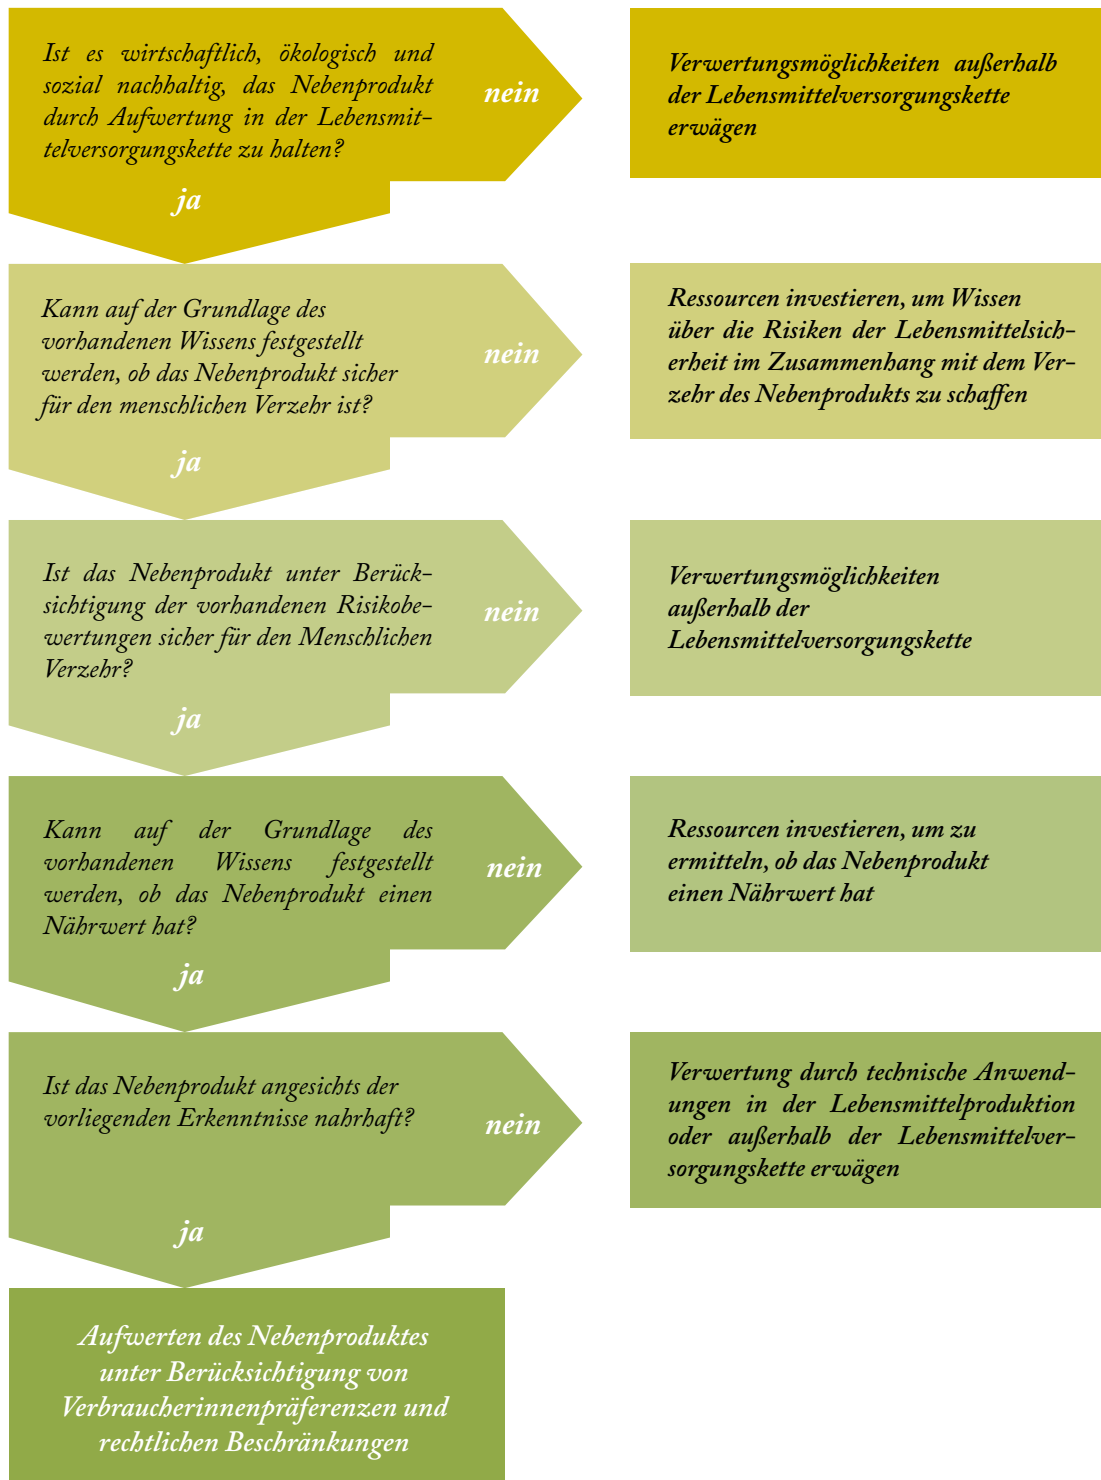 Ist es wirtschaftlich, ökologisch und
sozial nachhaltig, das Nebenprodukt
durch Aufwertung in der Lebensmit-
telversorgungskette zu halten?
nein
ja
Verwertungsmöglichkeiten außerhalb
der Lebensmittelversorgungskette
erwägen
Kann auf der Grundlage des
vorhandenen Wissens festgestellt
werden, ob das Nebenprodukt sicher
für den menschlichen Verzehr ist?
nein
ja
Ressourcen investieren, um Wissen
über die Risiken der Lebensmittelsich-
erheit im Zusammenhang mit dem Ver-
zehr des Nebenprodukts zu schaffen
Ist das Nebenprodukt unter Berück-
sichtigung der vorhandenen Risikobe-
wertungen sicher für den Menschlichen
Verzehr?
nein
ja
Verwertungsmöglichkeiten
außerhalb der
Lebensmittelversorgungskette
Kann auf der Grundlage des
vorhandenen Wissens festgestellt
werden, ob das Nebenprodukt einen
Nährwert hat?
nein
ja
Ressourcen investieren, um zu
ermitteln, ob das Nebenprodukt
einen Nährwert hat
Ist das Nebenprodukt angesichts der
vorliegenden Erkenntnisse nahrhaft?
nein
ja
Verwertung durch technische Anwend-
ungen in der Lebensmittelproduktion
oder außerhalb der Lebensmittelver-
sorgungskette erwägen
Aufwerten des Nebenproduktes
unter Berücksichtigung von
Verbraucherinnenpräferenzen und
rechtlichen Beschränkungen